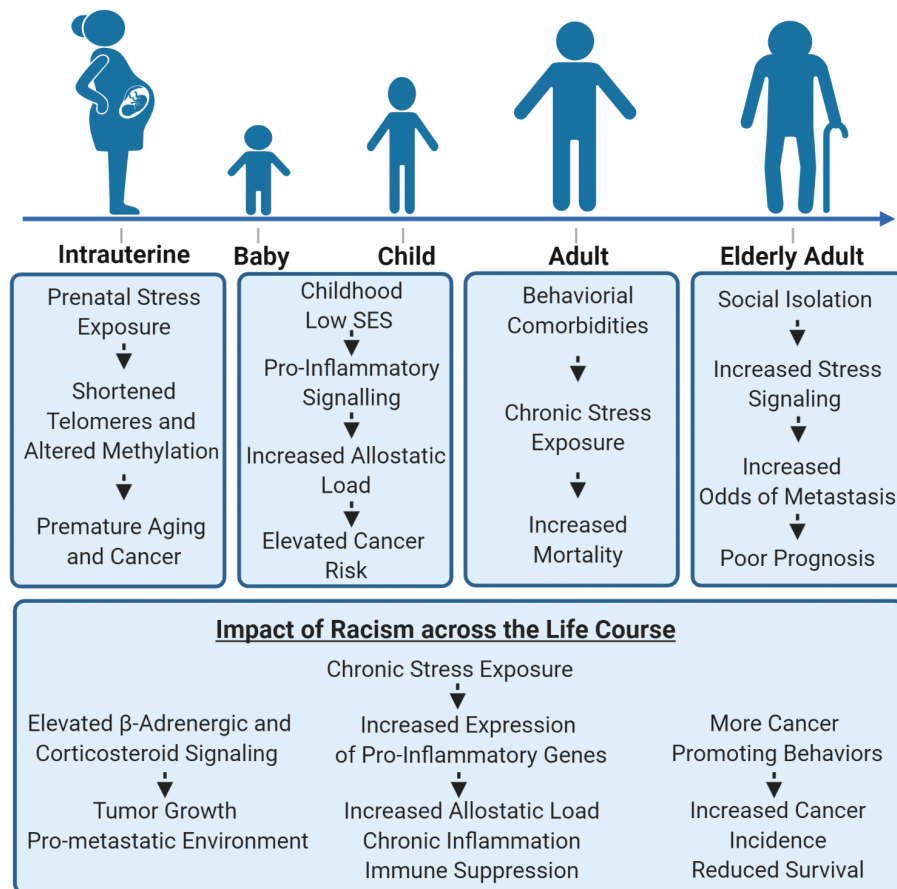 Intrauterine
Baby
Child
Adult
Elderly Adult
Prenatal Stress
Exposure
Shortened
Telomeres and
Altered Methylation
Premature Aging
and Cancer
Childhood
Low SES
Pro-Inflammatory
Signalling
Increased Allostatic
Load
Elevated Cancer
Risk
Behaviorial
Comorbidities
Chronic Stress
Exposure
Increased
Mortality
Social Isolation
Increased Stress
Signaling
Increased
Odds of Metastasis
Poor Prognosis
Impact of Racism across the Life Course
Chronic Stress Exposure
Elevated β-Adrenergic and
Corticosteroid Signaling
Tumor Growth
Pro-metastatic Environment
Increased Expression
of Pro-Inflammatory Genes
Increased Allostatic Load
Chronic Inflammation
Immune Suppression
More Cancer
Promoting Behaviors
Increased Cancer
Incidence
Reduced Survival